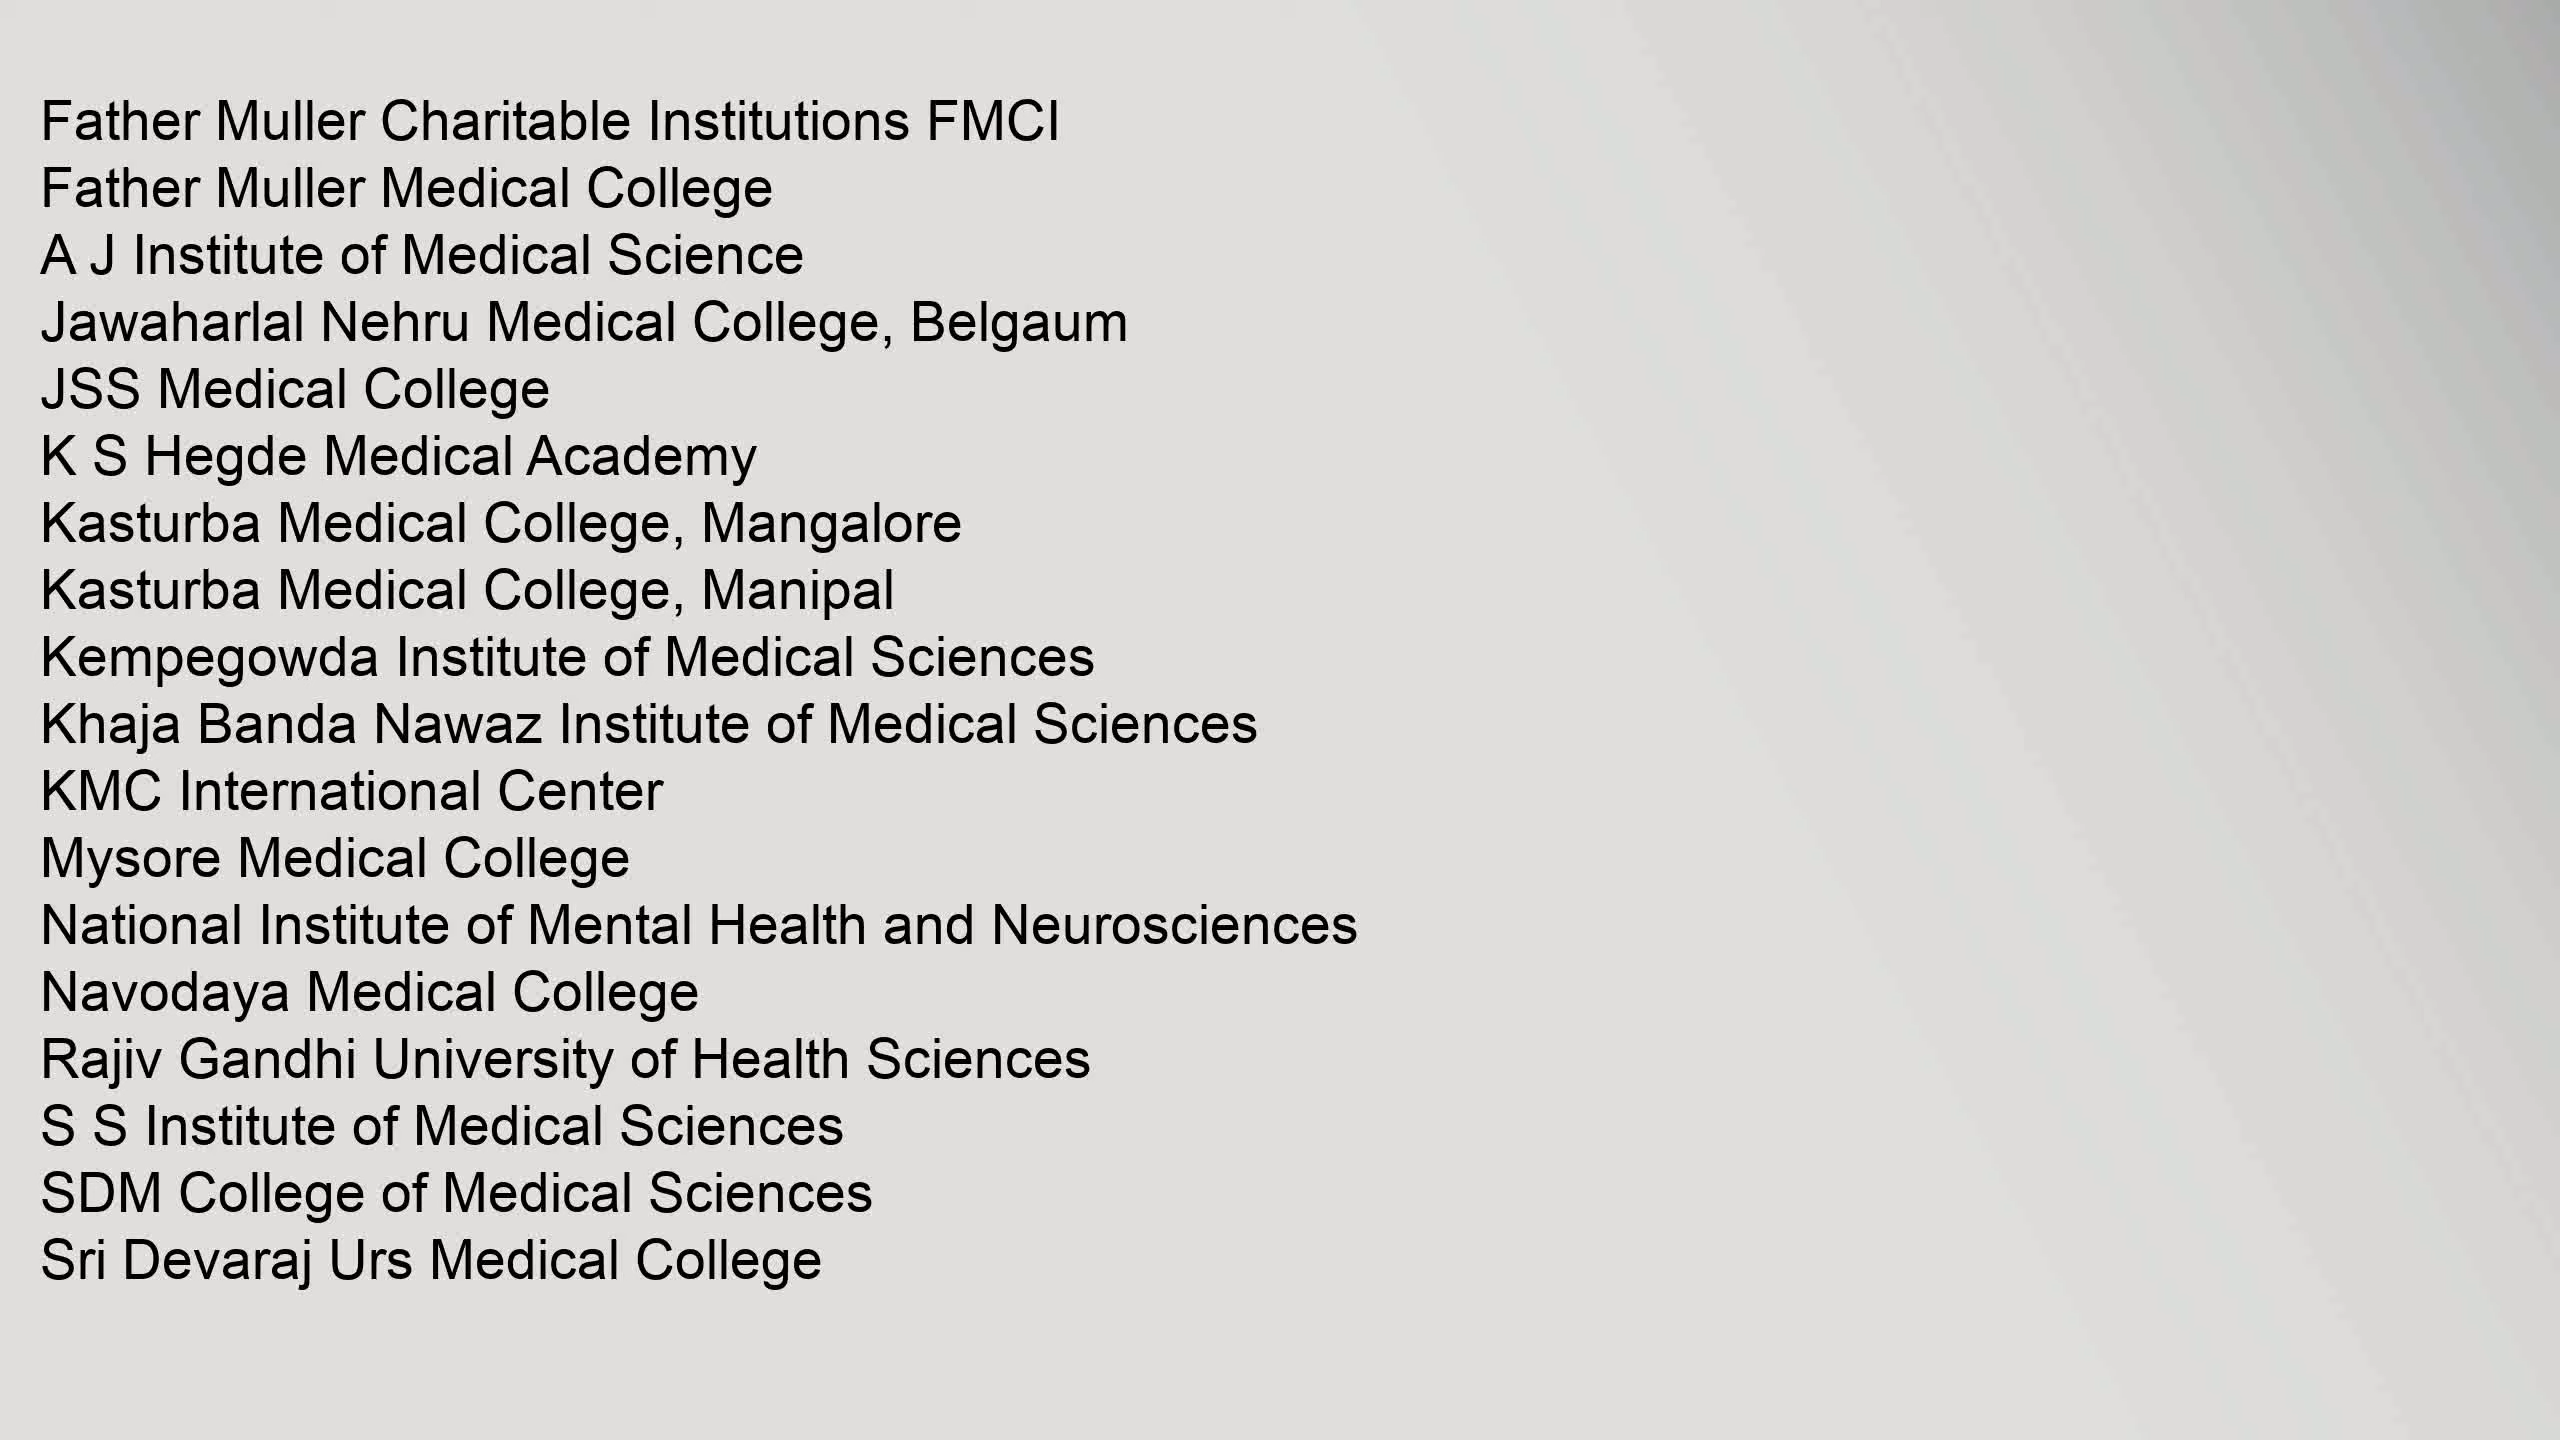 Father Muller Charitable Institutions FMCI
Father Muller Medical College
A J Institute of Medical Science
Jawaharlal Nehru Medical College, Belgaum
JSS Medical College
K S Hegde Medical Academy
Kasturba Medical College, Mangalore
Kasturba Medical College, Manipal
Kempegowda Institute of Medical Sciences
Khaja Banda Nawaz Institute of Medical Sciences
KMC International Center
Mysore Medical College
National Institute of Mental Health and Neurosciences
Navodaya Medical College
Rajiv Gandhi University of Health Sciences
S S Institute of Medical Sciences
SDM College of Medical Sciences
Sri Devaraj Urs Medical College